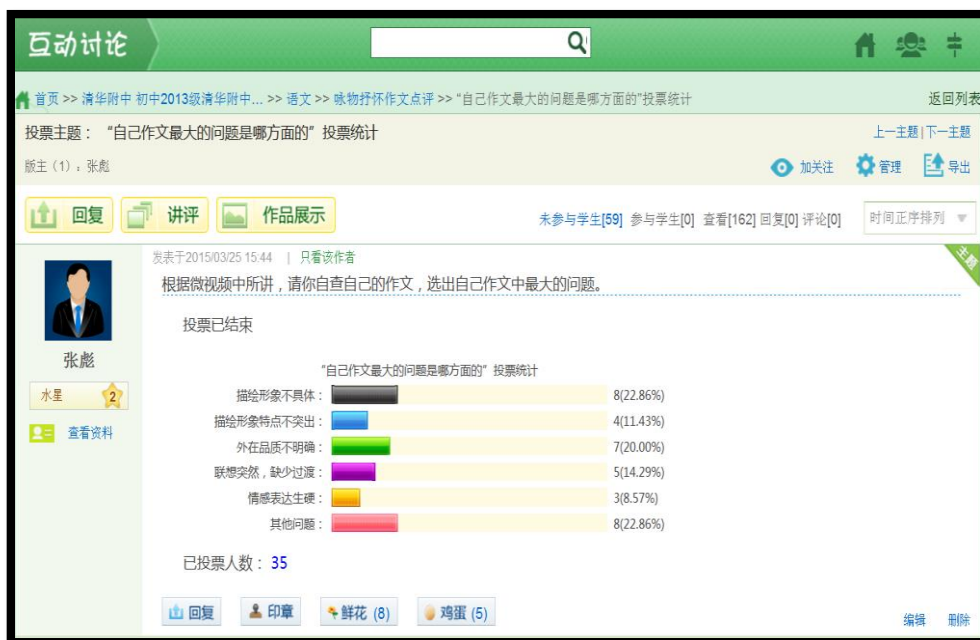 互动讨论
首页 >> 清华附中 初中2013级清华附中... >> 语文 >> 咏物抒怀作文点评 >> “自己作文最大的问题是哪方面的”投票统计 返回列表
投票主题：“自己作文最大的问题是哪方面的”投票统计 上一主题|下一主题
版主（1）：张彪 加关注 管理 导出
回复 讲评 作品展示 未参与学生[59] 参与学生[0] 查看[162] 回复[0] 评论[0] 时间正序排列
主题
发表于2015/03/25 15:44 | 只看该作者
根据微视频中所讲，请你自查自己的作文，选出自己作文中最大的问题。
投票已结束
张彪
“自己作文最大的问题是哪方面的”投票统计
水星 2
描绘形象不具体： 8(22.86%)
描绘形象特点不突出： 4(11.43%)
查看资料
外在品质不明确： 7(20.00%)
联想突然，缺少过渡： 5(14.29%)
情感表达生硬： 3(8.57%)
其他问题： 8(22.86%)
已投票人数：35
回复 印章 鲜花 (8) 鸡蛋 (5) 编辑 删除